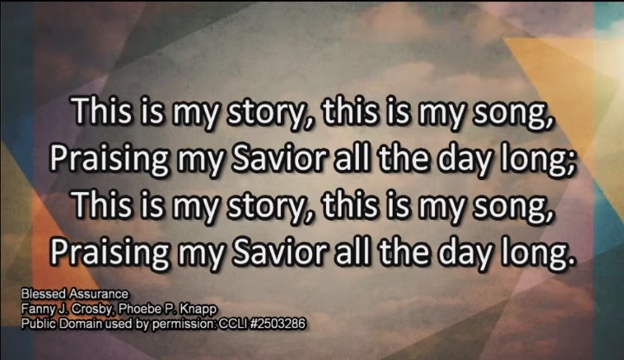 This is my story, this is my song,
Praising my Savior all the day long;
This is my story, this is my song,
Praising my Savior all the day long.
Blessed Assurance
Fanny J. Crosby, Phoebe P. Knapp
Public Domain used by permission: CCLI #2503286